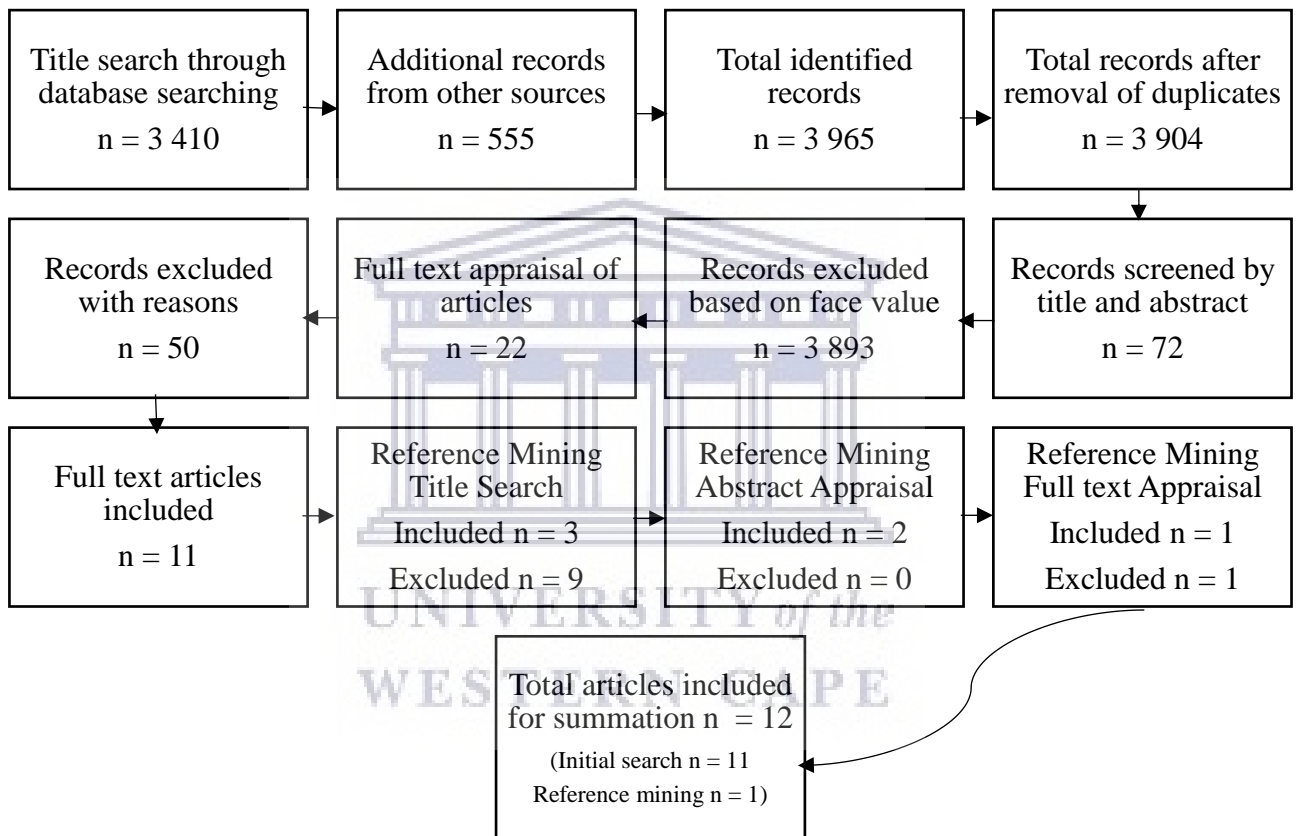 Title search through
database searching
n = 3 410
Additional records
from other sources
n = 555
Total identified
records
n = 3 965
Total records after
removal of duplicates
n = 3 904
Records screened by
title and abstract
n = 72
Records excluded
based on face value
n = 3 893
Full text appraisal of
articles
n = 22
Records excluded
with reasons
n = 50
Full text articles
included
n = 11
Reference Mining
Title Search
Included n = 3
Excluded n = 9
Reference Mining
Abstract Appraisal
Included n = 2
Excluded n = 0
Reference Mining
Full text Appraisal
Included n = 1
Excluded n = 1
Total articles included
for summation n = 12
(Initial search n = 11
Reference mining n = 1)
UNIVERSITY of the
WESTERN CAPE